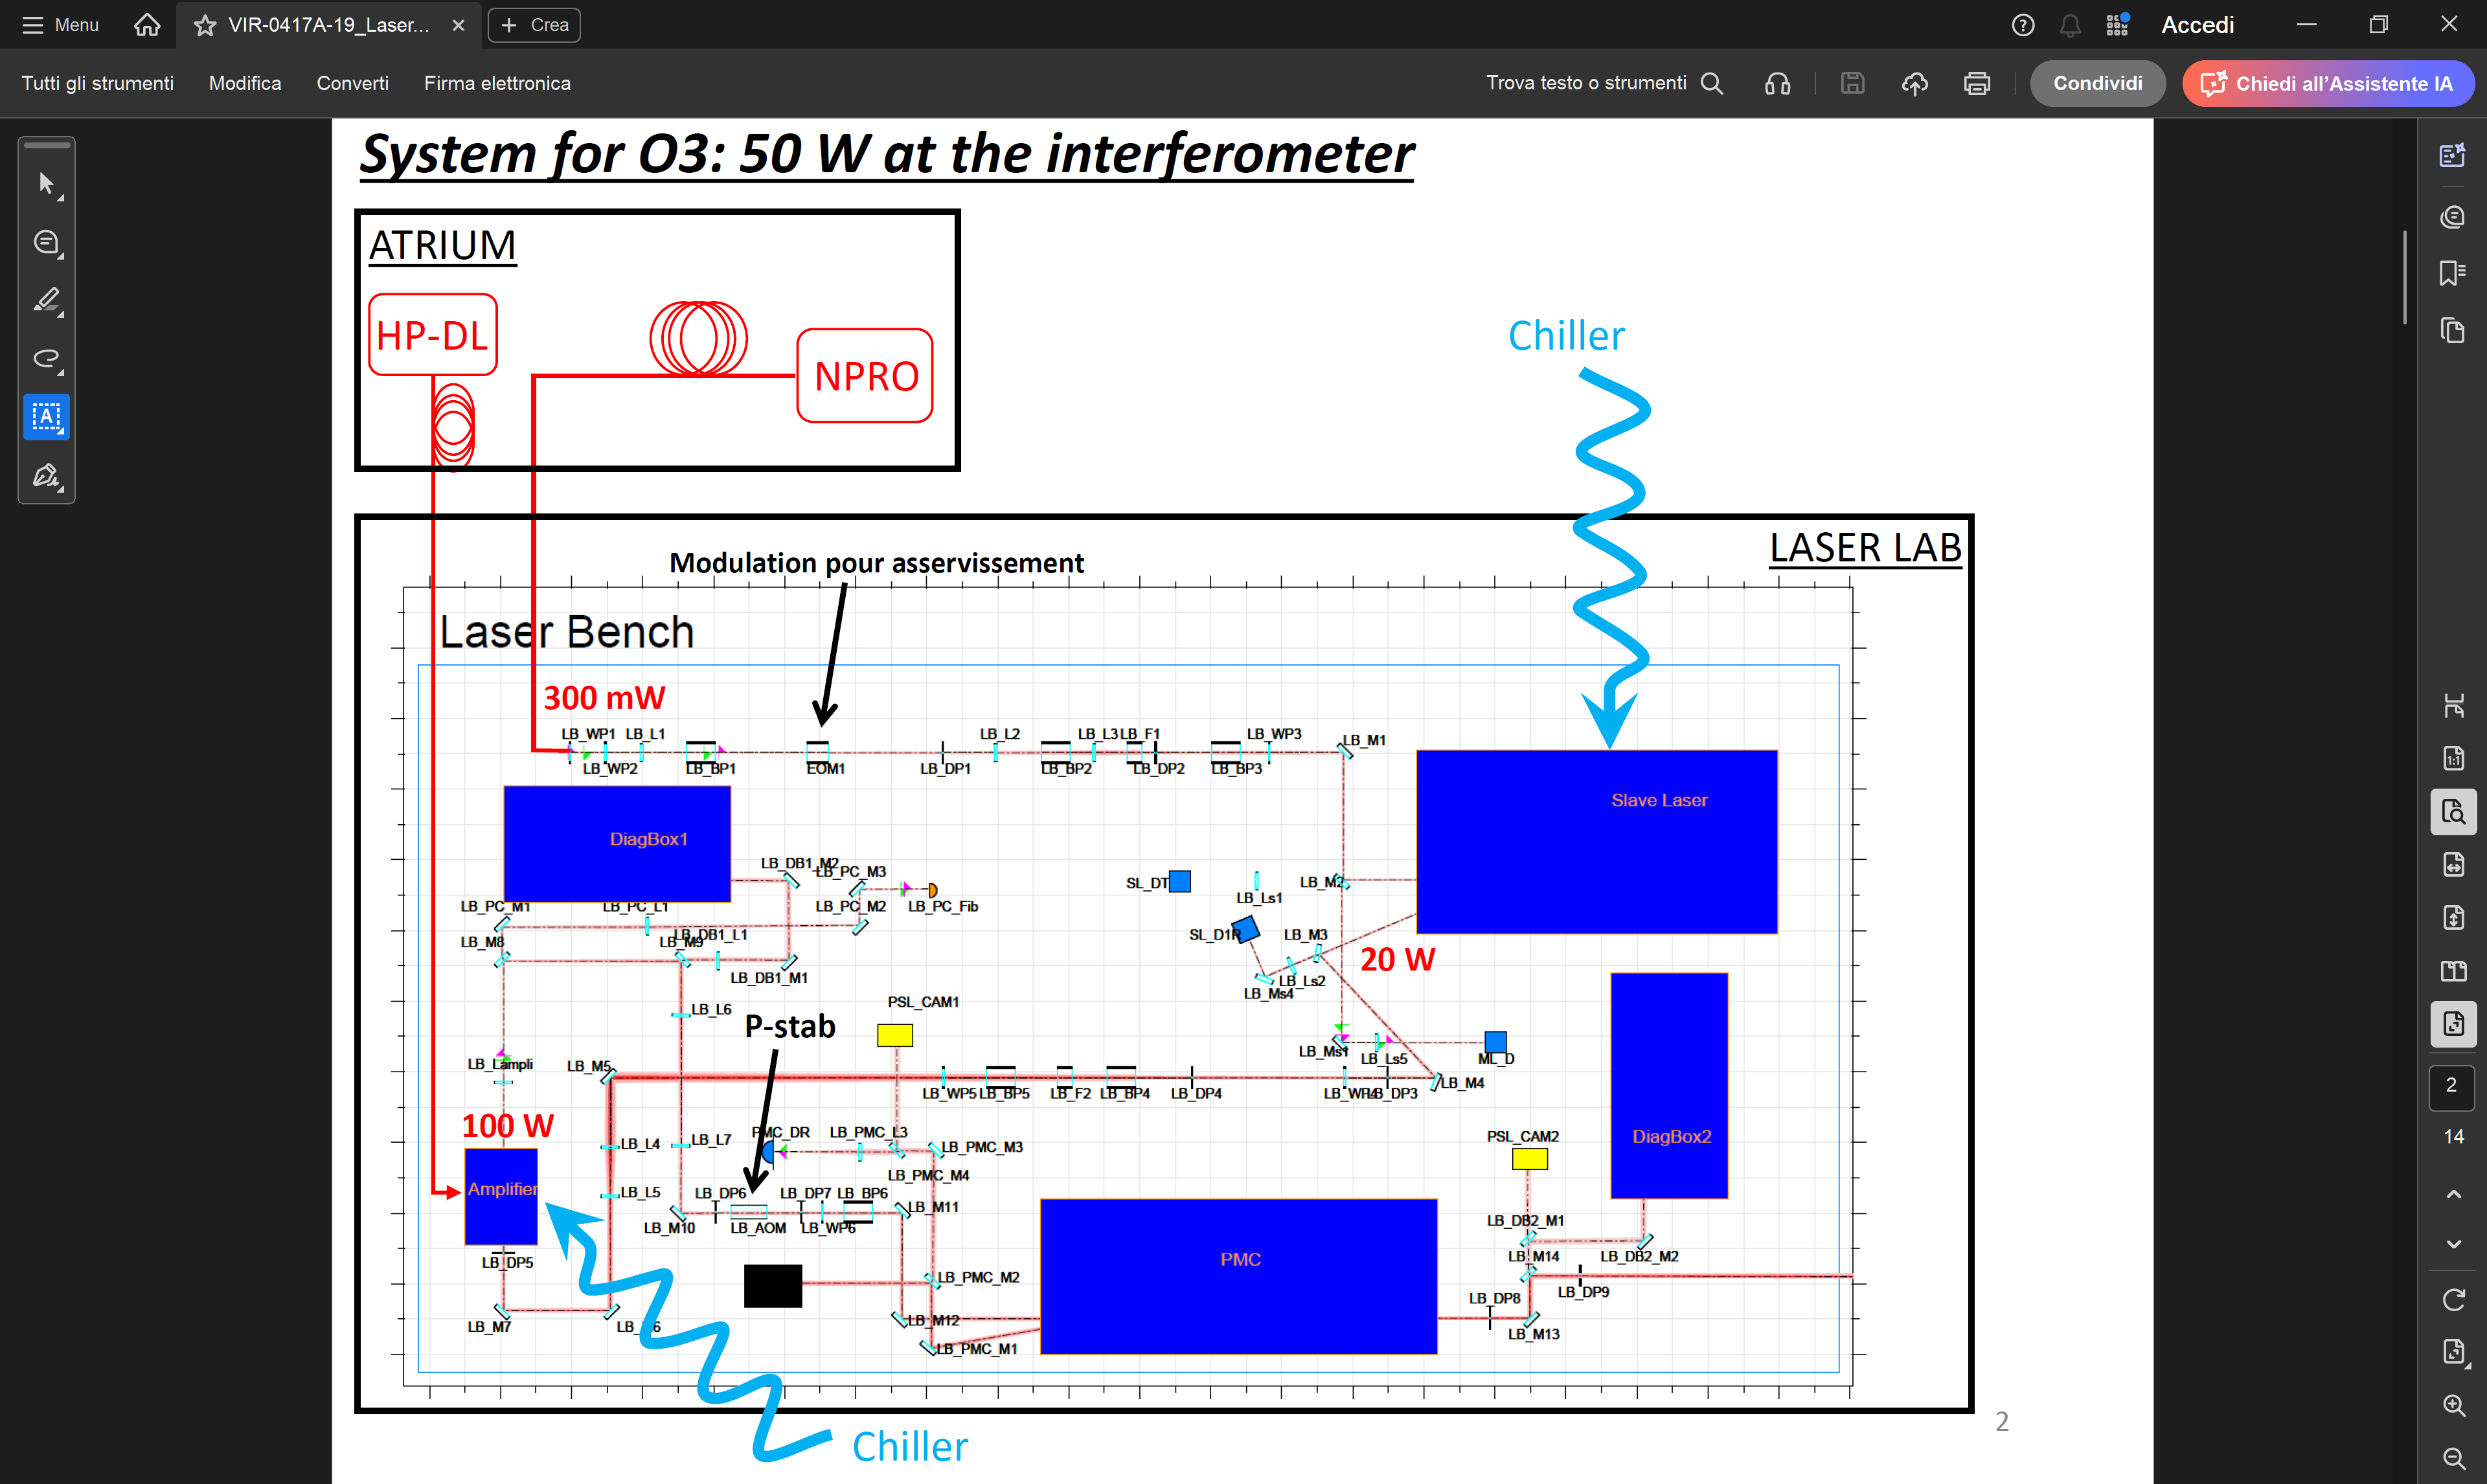 Menu
VIR-0417A-19_Laser...
Crea
Accedi
Tutti gli strumenti
Modifica
Converti
Firma elettronica
Trova testo o strumenti
Condividi
Chiedi all'Assistente IA
System for O3: 50 W at the interferometer
ATRIUM
HP-DL
NPRO
Chiller
LASER LAB
Modulation pour asservissement
Laser Bench
300 mW
LB_WP1 LB_L1
LB_L2
LB_L3 LB_F1
LB_WP3
LB_M1
LB_WP2
LB_BP1
EOM1
LB_DP1
LB_BP2
LB_DP2
LB_BP3
Slave Laser
DiagBox1
LB_DB1_M2
LB_PC_M3
SL_DT
LB_M2
LB_Ls1
LB_PC_M1
LB_PC_L1
LB_PC_M2
LB_PC_Fib
LB_M8
LB_M9
LB_DB1_L1
SL_D1R
LB_M3
20 W
LB_DB1_M1
LB_Ls2
LB_Ms4
LB_L6
PSL_CAM1
P-stab
LB_Ms1
LB_Ls5
ML_D
LB_Lampli
LB_M5
LB_M4
LB_WP5
LB_BP5
LB_F2
LB_BP4
LB_DP4
LB_WP4
LB_DP3
100 W
LB_L4
LB_L7
PMC_DR
LB_PMC_L3
LB_PMC_M3
PSL_CAM2
DiagBox2
LB_PMC_M4
Amplifier
LB_L5
LB_DP6
LB_DP7
LB_BP6
LB_M11
LB_M10
LB_AOM
LB_WP6
LB_DB2_M1
LB_DP5
LB_M14
LB_DB2_M2
PMC
LB_PMC_M2
LB_DP9
LB_DP8
LB_M7
LB_M12
LB_M13
LB_PMC_M1
Chiller
2
1:1
2
14